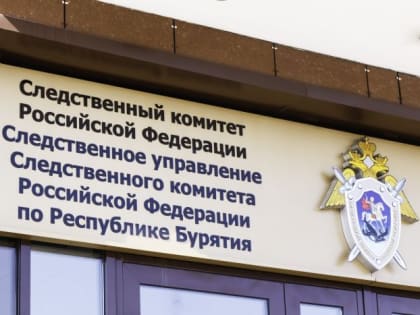 Следственный комитет
Российской Федерации
Следственное управление
Следственного комитета
Российской Федерации
по Республике Бурятия